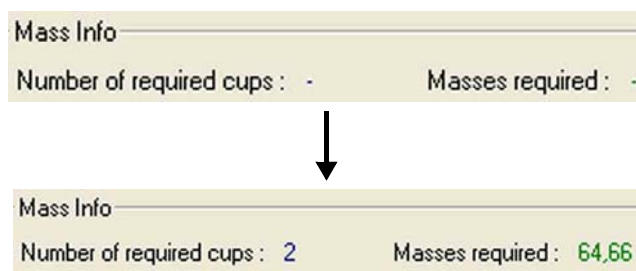 Mass Info
Number of required cups : - Masses required : -
Mass Info
Number of required cups : 2 Masses required : 64,66